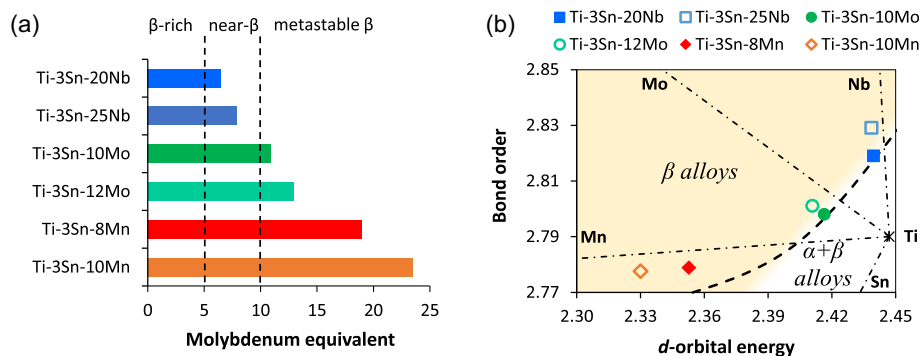 (a)
β-rich near-β metastable β
Ti-3Sn-20Nb
Ti-3Sn-25Nb
Ti-3Sn-10Mo
Ti-3Sn-12Mo
Ti-3Sn-8Mn
Ti-3Sn-10Mn
0 5 10 15 20 25
Molybdenum equivalent
(b)
Ti-3Sn-20Nb Ti-3Sn-25Nb Ti-3Sn-10Mo
Ti-3Sn-12Mo Ti-3Sn-8Mn Ti-3Sn-10Mn
2.85
2.83
2.81
2.79
2.77
Bond order
Mo
Nb
β alloys
Mn
Ti
α+β
alloys
Sn
2.30 2.33 2.36 2.39 2.42 2.45
d-orbital energy